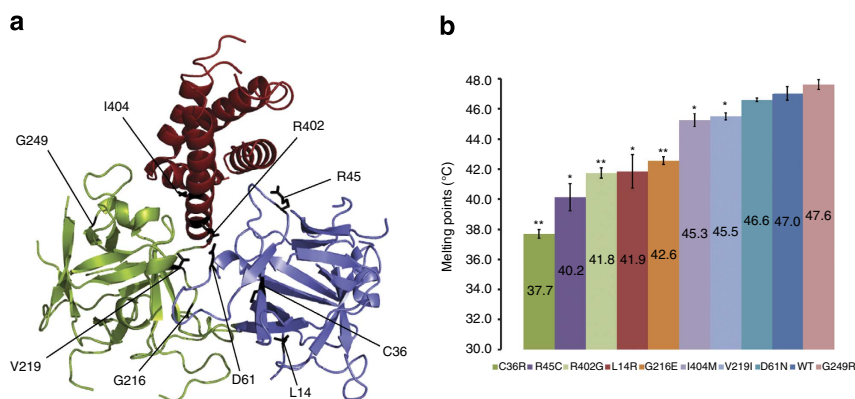 a
I404
G249
R402
R45
V219
G216
D61
L14
C36
b
Melting points (°C)
48.0
46.0
44.0
42.0
40.0
38.0
36.0
34.0
32.0
30.0
** * ** * ** * *
37.7 40.2 41.8 41.9 42.6 45.3 45.5 46.6 47.0 47.6
C36R R45C R402G L14R G216E I404M V219I D61N WT G249R